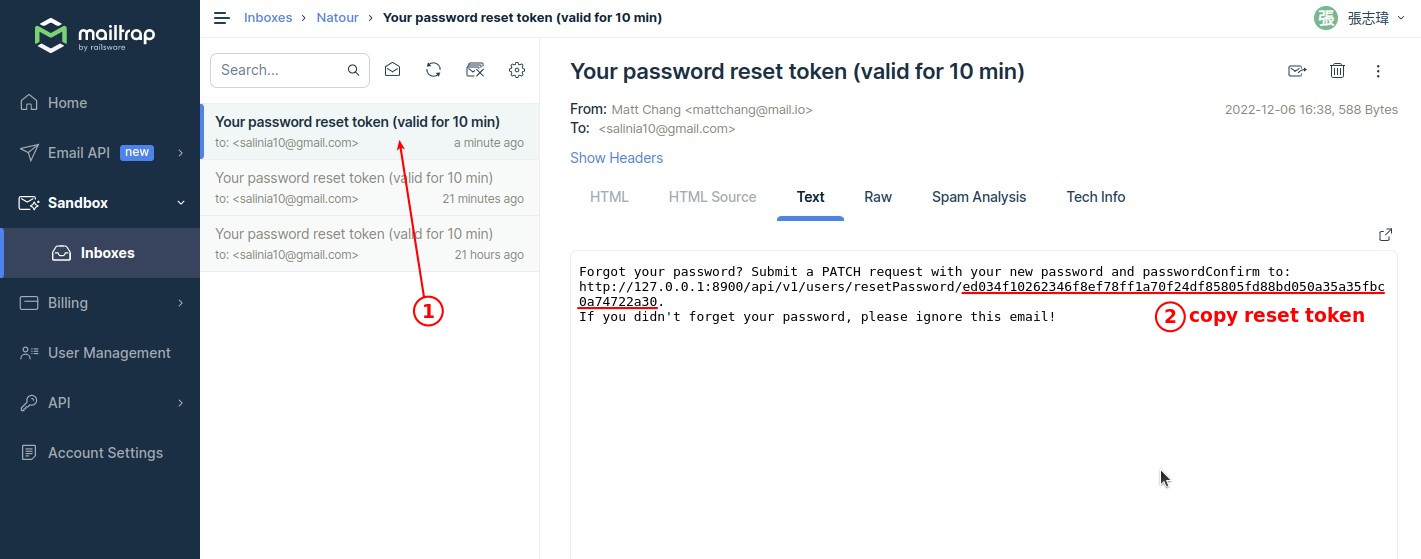 mailtrap
by railsware
Home
Email API new
Sandbox
Inboxes
Billing
User Management
API
Account Settings
Inboxes > Natour > Your password reset token (valid for 10 min)
張 張志瑋
Search...
Your password reset token (valid for 10 min)
to: <salinia10@gmail.com> a minute ago
Your password reset token (valid for 10 min)
to: <salinia10@gmail.com> 21 minutes ago
Your password reset token (valid for 10 min)
to: <salinia10@gmail.com> 21 hours ago
1
Your password reset token (valid for 10 min)
From: Matt Chang <mattchang@mail.io> 2022-12-06 16:38, 588 Bytes
To: <salinia10@gmail.com>
Show Headers
HTML HTML Source Text Raw Spam Analysis Tech Info
Forgot your password? Submit a PATCH request with your new password and passwordConfirm to:
http://127.0.0.1:8900/api/v1/users/resetPassword/ed034f10262346f8ef78ff1a70f24df85805fd88bd050a35a35fbc
0a74722a30.
If you didn't forget your password, please ignore this email!
2 copy reset token